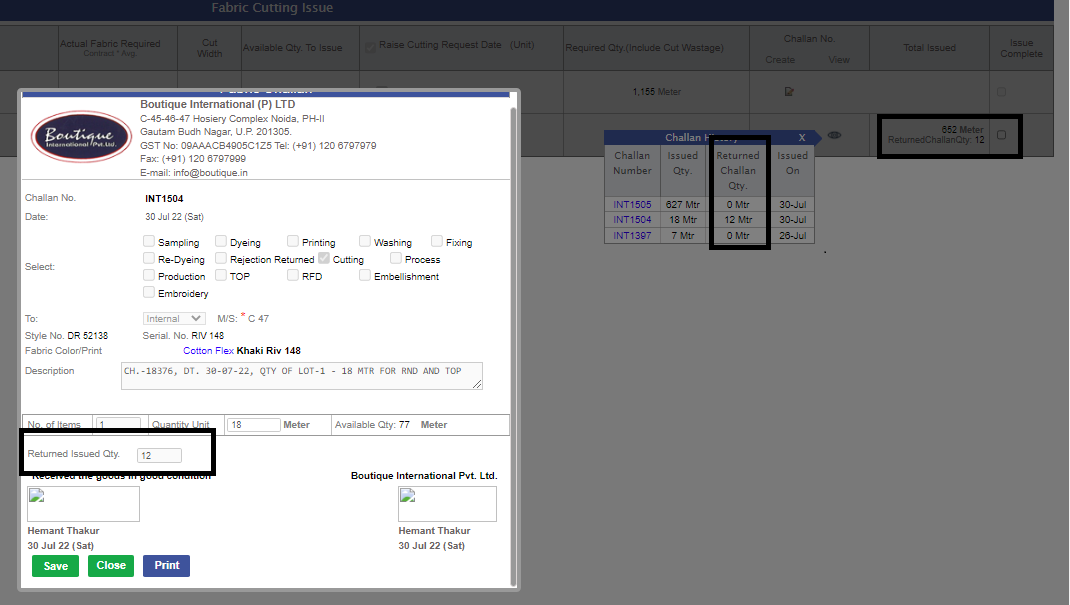 Fabric Cutting Issue
Actual Fabric Required
Contract * Avg.
Cut
Width
Available Qty. To Issue
Raise Cutting Request Date (Unit)
Required Qty.(Include Cut Wastage)
Challan No.
Create
View
Total Issued
Issue
Complete
1,155 Meter
652 Meter
ReturnedChallanQty: 12
Challan
X
Challan
Number
Issued
Qty.
Returned
Challan
Qty.
Issued
On
INT1505 627 Mtr 0 Mtr 30-Jul
INT1504 18 Mtr 12 Mtr 30-Jul
INT1397 7 Mtr 0 Mtr 26-Jul
Boutique
International Pvt. Ltd.
Boutique International (P) LTD
C-45-46-47 Hosiery Complex Noida, PH-II
Gautam Budh Nagar, U.P. 201305.
GST No: 09AAACB4905C1Z5 Tel: (+91) 120 6797979
Fax: (+91) 120 6797999
E-mail: info@boutique.in
Challan No. INT1504
Date: 30 Jul 22 (Sat)
Select:
Sampling Dyeing Printing Washing Fixing
Re-Dyeing Rejection Returned Cutting Process
Production TOP RFD Embellishment
Embroidery
To: Internal M/S: * C 47
Style No. DR 52138 Serial. No. RIV 148
Fabric Color/Print Cotton Flex Khaki Riv 148
Description CH.-18376, DT. 30-07-22, QTY OF LOT-1 - 18 MTR FOR RND AND TOP
No. of Items 1 Quantity Unit 18 Meter Available Qty: 77 Meter
Returned Issued Qty. 12
Received the goods in good condition Boutique International Pvt. Ltd.
Hemant Thakur Hemant Thakur
30 Jul 22 (Sat) 30 Jul 22 (Sat)
Save Close Print